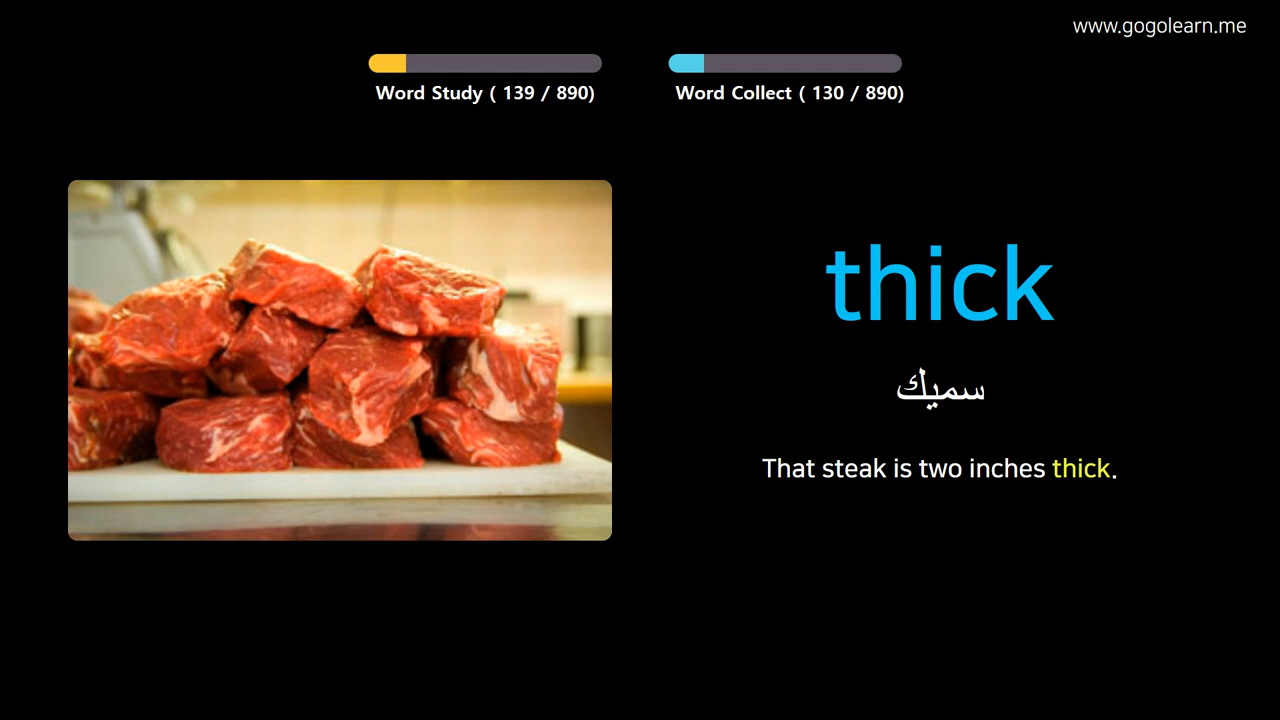 www.gogolearn.me
Word Study ( 139 / 890)
Word Collect ( 130 / 890)
thick
سميك
That steak is two inches thick.